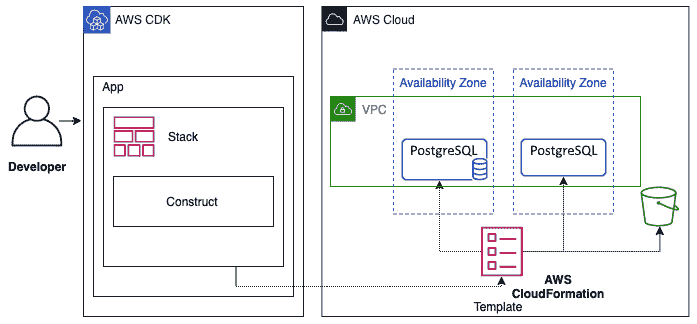 AWS CDK
AWS Cloud
App
Availability Zone
Availability Zone
VPC
Stack
PostgreSQL
PostgreSQL
Developer
Construct
AWS
CloudFormation
Template